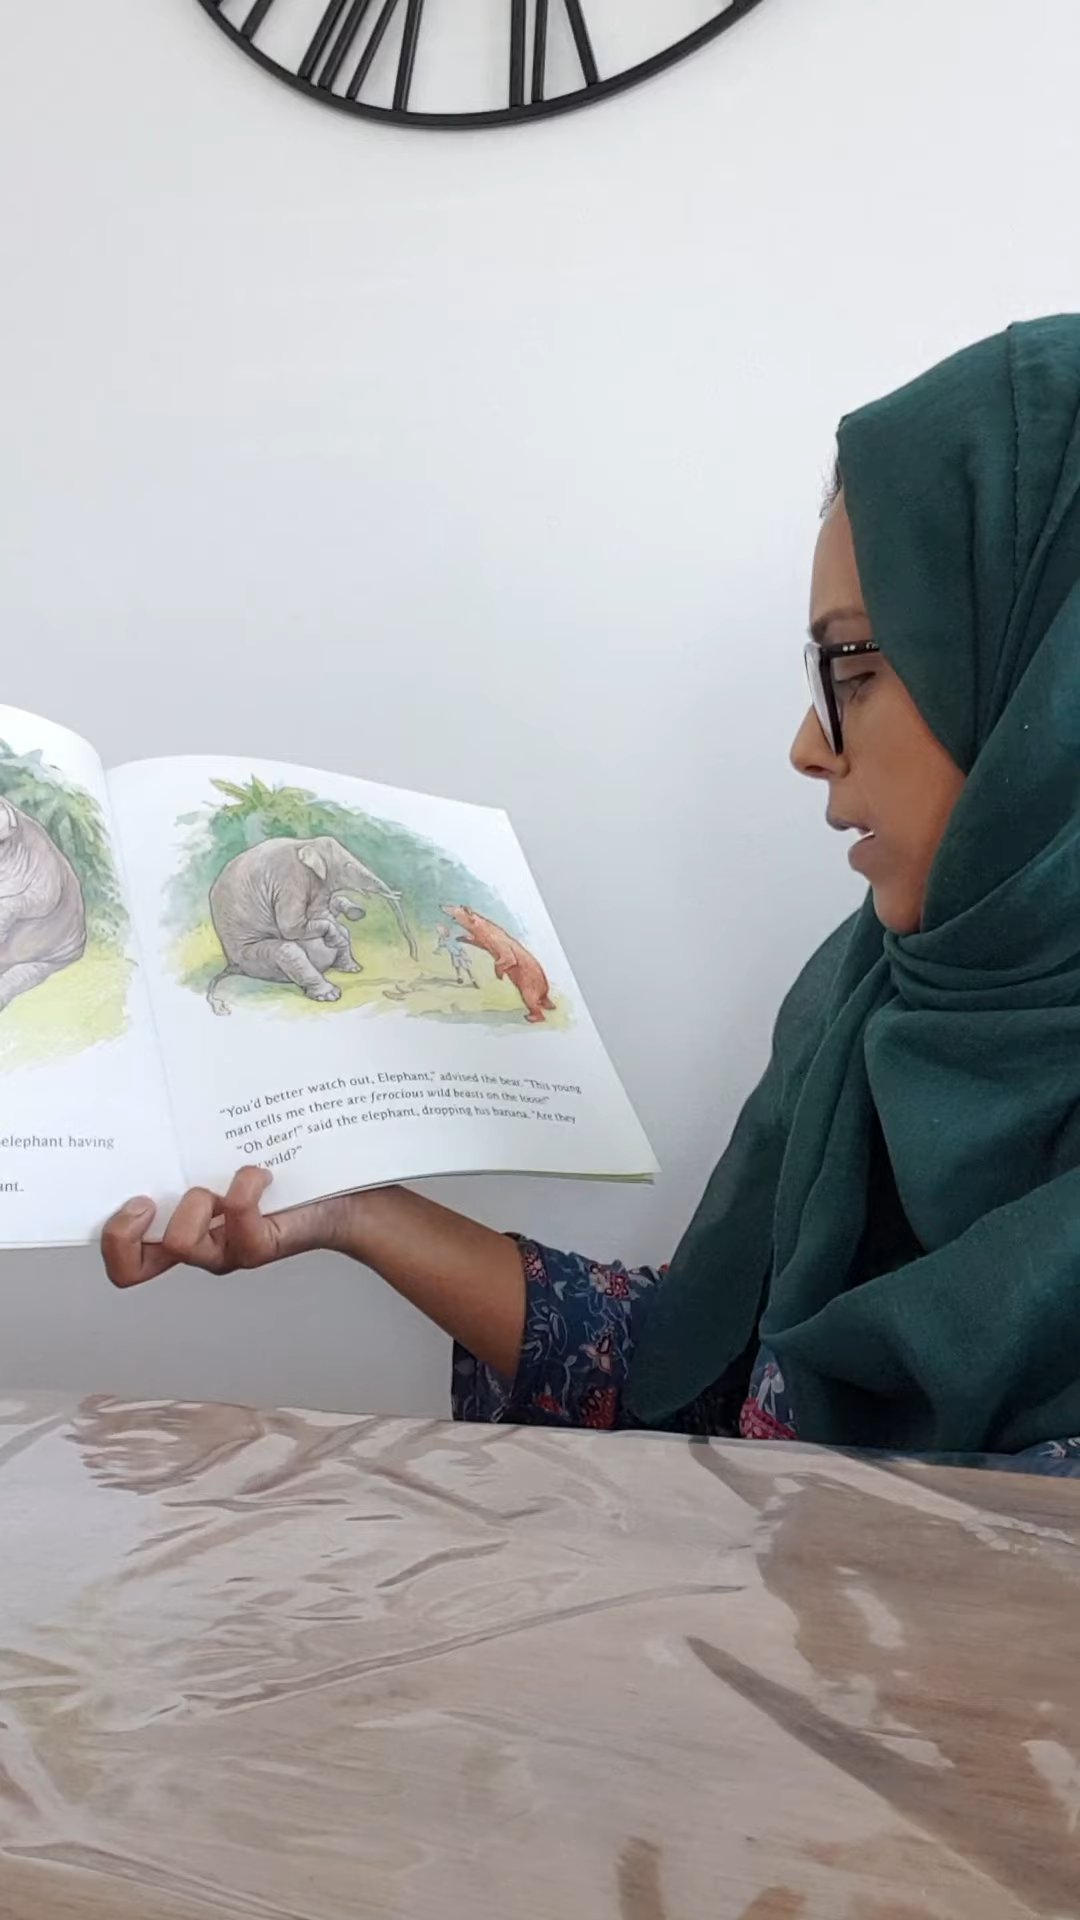 elephant having
ant.
"You'd better watch out, Elephant," advised the bear. "This young
man tells me there are ferocious wild beasts on the loose!"
"Oh dear!" said the elephant, dropping his banana. "Are they
wild?"